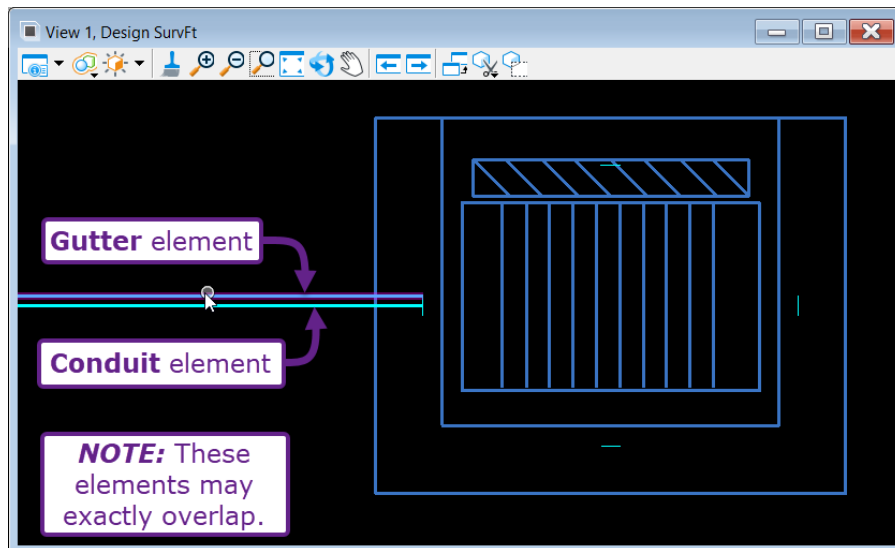 View 1, Design SurvFt
Gutter element
Conduit element
NOTE: These
elements may
exactly overlap.